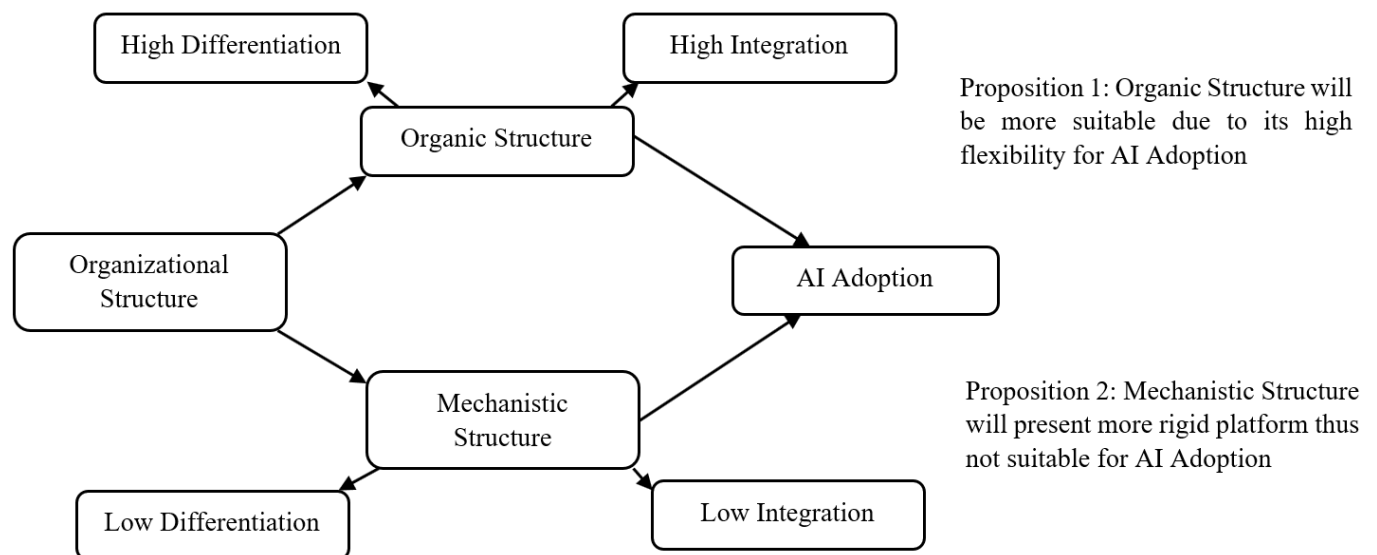 High Differentiation
High Integration
Organic Structure
Proposition 1: Organic Structure will
be more suitable due to its high
flexibility for AI Adoption
Organizational
Structure
AI Adoption
Mechanistic
Structure
Proposition 2: Mechanistic Structure
will present more rigid platform thus
not suitable for AI Adoption
Low Differentiation
Low Integration